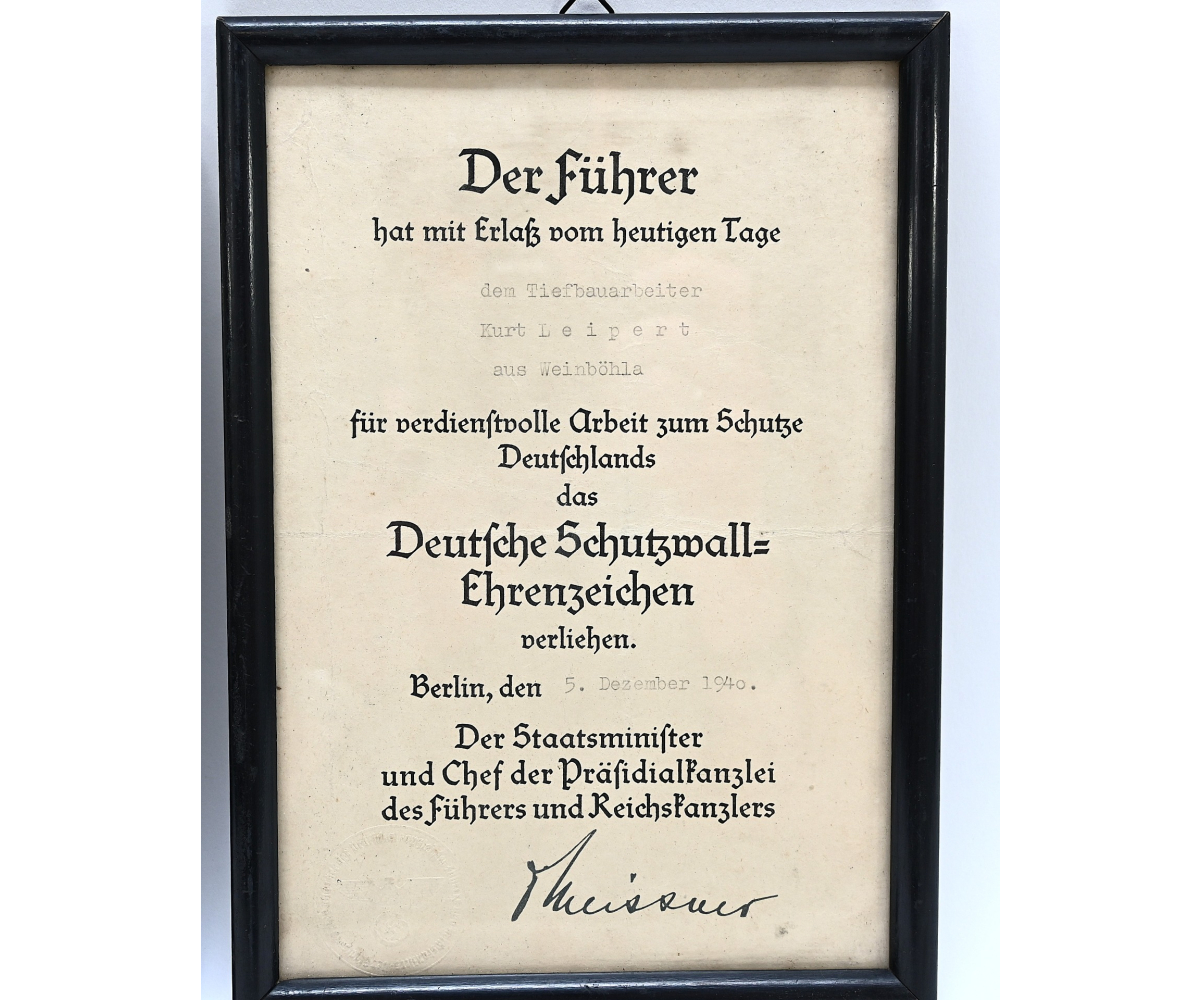 Der Führer
hat mit Erlaß vom heutigen Tage
dem Tiefbauarbeiter
Kurt L e i p e r t
aus Weinböhla
für verdienſtvolle Arbeit zum Schutze
Deutſchlands
das
Deutſche Schutzwall=
Ehrenzeichen
verliehen.
Berlin, den 5. Dezember 194o.
Der Staatsminiſter
und Chef der Präſidialkanzlei
des Führers und Reichskanzlers
Meissner